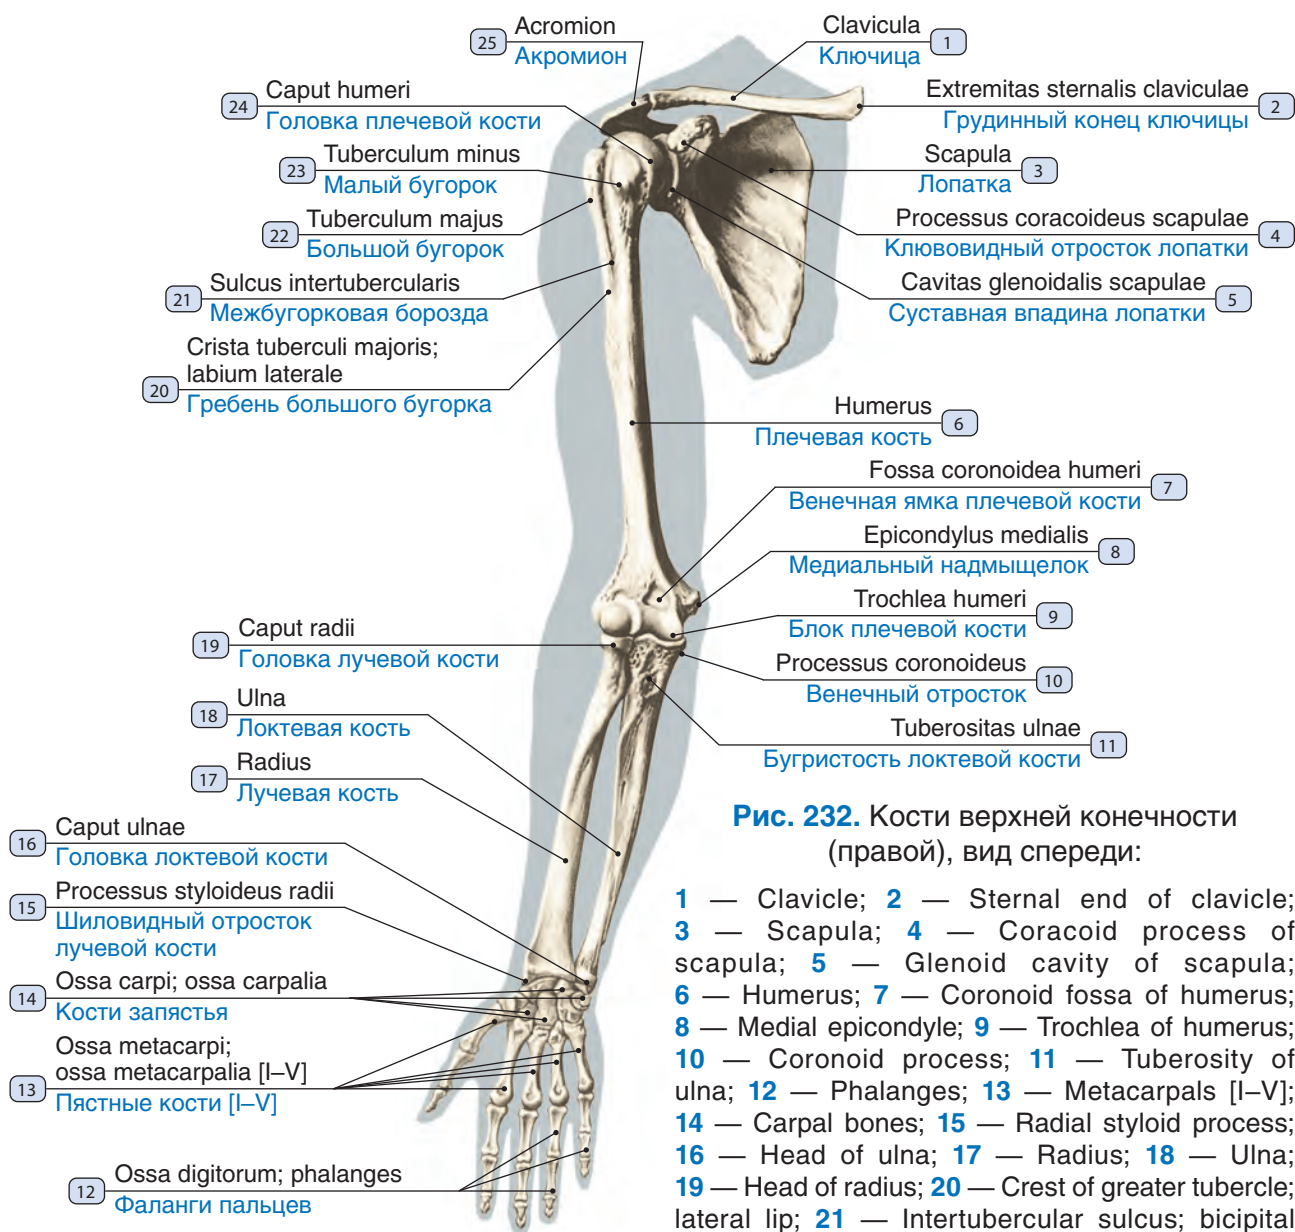 Acromion
25
Акромион
Clavicula
1
Ключица
Caput humeri
24
Головка плечевой кости
Extremitas sternalis claviculae
2
Грудинный конец ключицы
Tuberculum minus
23
Малый бугорок
Scapula
3
Лопатка
Tuberculum majus
22
Большой бугорок
Processus coracoideus scapulae
4
Клювовидный отросток лопатки
Sulcus intertubercularis
21
Межбугорковая борозда
Cavitas glenoidalis scapulae
5
Суставная впадина лопатки
Crista tuberculi majoris;
labium laterale
20
Гребень большого бугорка
Humerus
6
Плечевая кость
Fossa coronoidea humeri
7
Венечная ямка плечевой кости
Epicondylus medialis
8
Медиальный надмыщелок
Trochlea humeri
9
Блок плечевой кости
Caput radii
19
Головка лучевой кости
Processus coronoideus
10
Венечный отросток
Ulna
18
Локтевая кость
Tuberositas ulnae
11
Бугристость локтевой кости
Radius
17
Лучевая кость
Caput ulnae
16
Головка локтевой кости
Processus styloideus radii
15
Шиловидный отросток
лучевой кости
Ossa carpi; ossa carpalia
14
Кости запястья
Ossa metacarpi;
ossa metacarpalia [I–V]
13
Пястные кости [I–V]
Ossa digitorum; phalanges
12
Фаланги пальцев
Рис. 232. Кости верхней конечности
(правой), вид спереди:
1 — Clavicle; 2 — Sternal end of clavicle;
3 — Scapula; 4 — Coracoid process of
scapula; 5 — Glenoid cavity of scapula;
6 — Humerus; 7 — Coronoid fossa of humerus;
8 — Medial epicondyle; 9 — Trochlea of humerus;
10 — Coronoid process; 11 — Tuberosity of
ulna; 12 — Phalanges; 13 — Metacarpals [I–V];
14 — Carpal bones; 15 — Radial styloid process;
16 — Head of ulna; 17 — Radius; 18 — Ulna;
19 — Head of radius; 20 — Crest of greater tubercle;
lateral lip; 21 — Intertubercular sulcus; bicipital